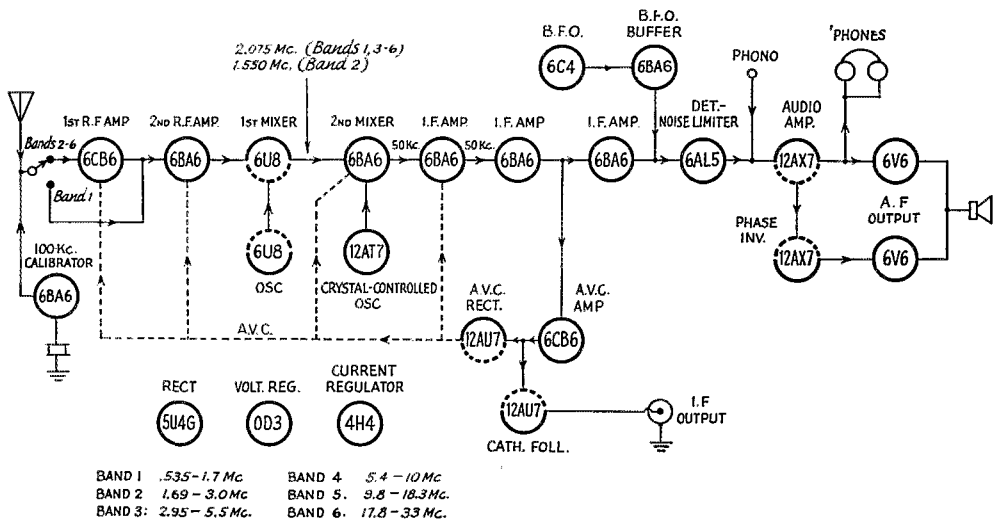 2.075 Mc. (Bands 1,3-6)
1.550 Mc. (Band 2)
B.F.O.
6C4
B.F.O.
BUFFER
6BA6
PHONO
'PHONES
1ST R.F AMP
6CB6
2ND R.F.AMP.
6BA6
1ST MIXER
6U8
2ND MIXER
6BA6
50 Kc.
I.F. AMP
6BA6
50 Kc.
I.F. AMP
6BA6
I.F. AMP.
6BA6
DET.-
NOISE LIMITER
6AL5
AUDIO
AMP.
12AX7
6V6
Bands 2-6
Band 1
100-Kc.
CALIBRATOR
6BA6
6U8
OSC
12AT7
CRYSTAL-CONTROLLED
OSC
PHASE
INV.
12AX7
A.F
OUTPUT
6V6
A.V.C.
A.V.C.
RECT.
12AU7
A.V.C.
AMP
6CB6
12AU7
CATH. FOLL.
I.F
OUTPUT
RECT
5U4G
VOLT. REG.
0D3
CURRENT
REGULATOR
4H4
BAND 1 .535-1.7 Mc
BAND 2 1.69-3.0 Mc
BAND 3: 2.95-5.5 Mc.
BAND 4 5.4-10 Mc
BAND 5. 9.8-18.3 Mc.
BAND 6. 17.8-33 Mc.